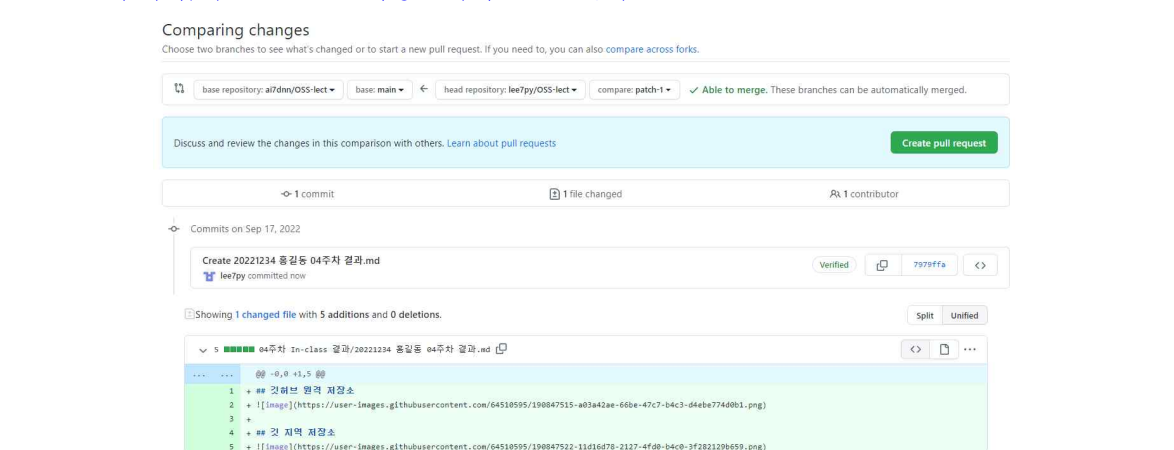 Comparing changes
Choose two branches to see what's changed or to start a new pull request. If you need to, you can also compare across forks.
base repository: ai7dnn/OSS-lect base: main ← head repository: lee7py/OSS-lect compare: patch-1 ✓ Able to merge. These branches can be automatically merged.
Discuss and review the changes in this comparison with others. Learn about pull requests Create pull request
1 commit 1 file changed 1 contributor
Commits on Sep 17, 2022
Create 20221234 홍길동 04주차 결과.md
lee7py committed now
Verified 7979ffa <>
Showing 1 changed file with 5 additions and 0 deletions. Split Unified
5 04주차 In-class 결과/20221234 홍길동 04주차 결과.md <> ...
... ... @@ -0,0 +1,5 @@
1 + ## 깃허브 원격 저장소
2 + ![image](https://user-images.githubusercontent.com/64510595/190847515-a03a42ae-66be-47c7-b4c3-d4ebe774d0b1.png)
3 +
4 + ## 깃 지역 저장소
5 + ![image](https://user-images.githubusercontent.com/64510595/190847522-11d16d78-2127-4fd0-b4c0-3f282129b659.png)